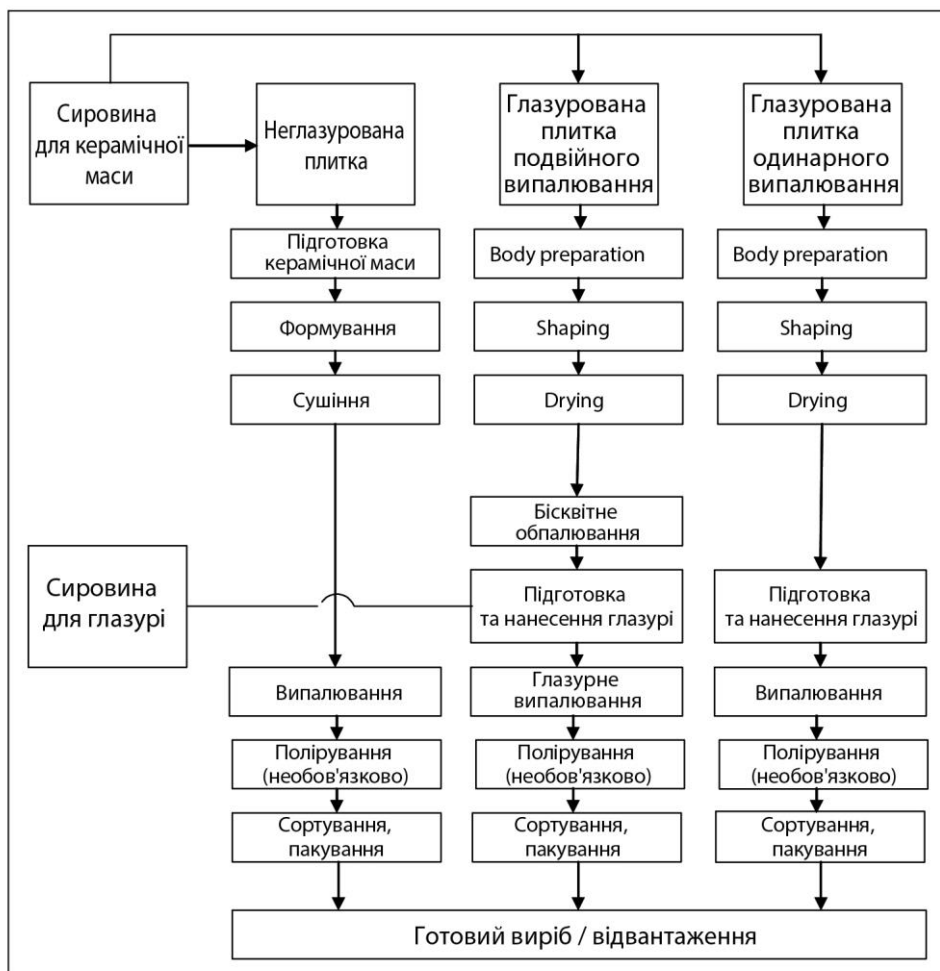 Сировина
для керамічної
маси
Неглазурована
плитка
Глазурована
плитка
подвійного
випалювання
Глазурована
плитка
одинарного
випалювання
Підготовка
керамічної маси
Body preparation
Body preparation
Формування
Shaping
Shaping
Сушіння
Drying
Drying
Бісквітне
обпалювання
Сировина
для глазурі
Підготовка
та нанесення глазурі
Підготовка
та нанесення глазурі
Випалювання
Глазурне
випалювання
Випалювання
Полірування
(необов'язково)
Полірування
(необов'язково)
Полірування
(необов'язково)
Сортування,
пакування
Сортування,
пакування
Сортування,
пакування
Готовий виріб / відвантаження